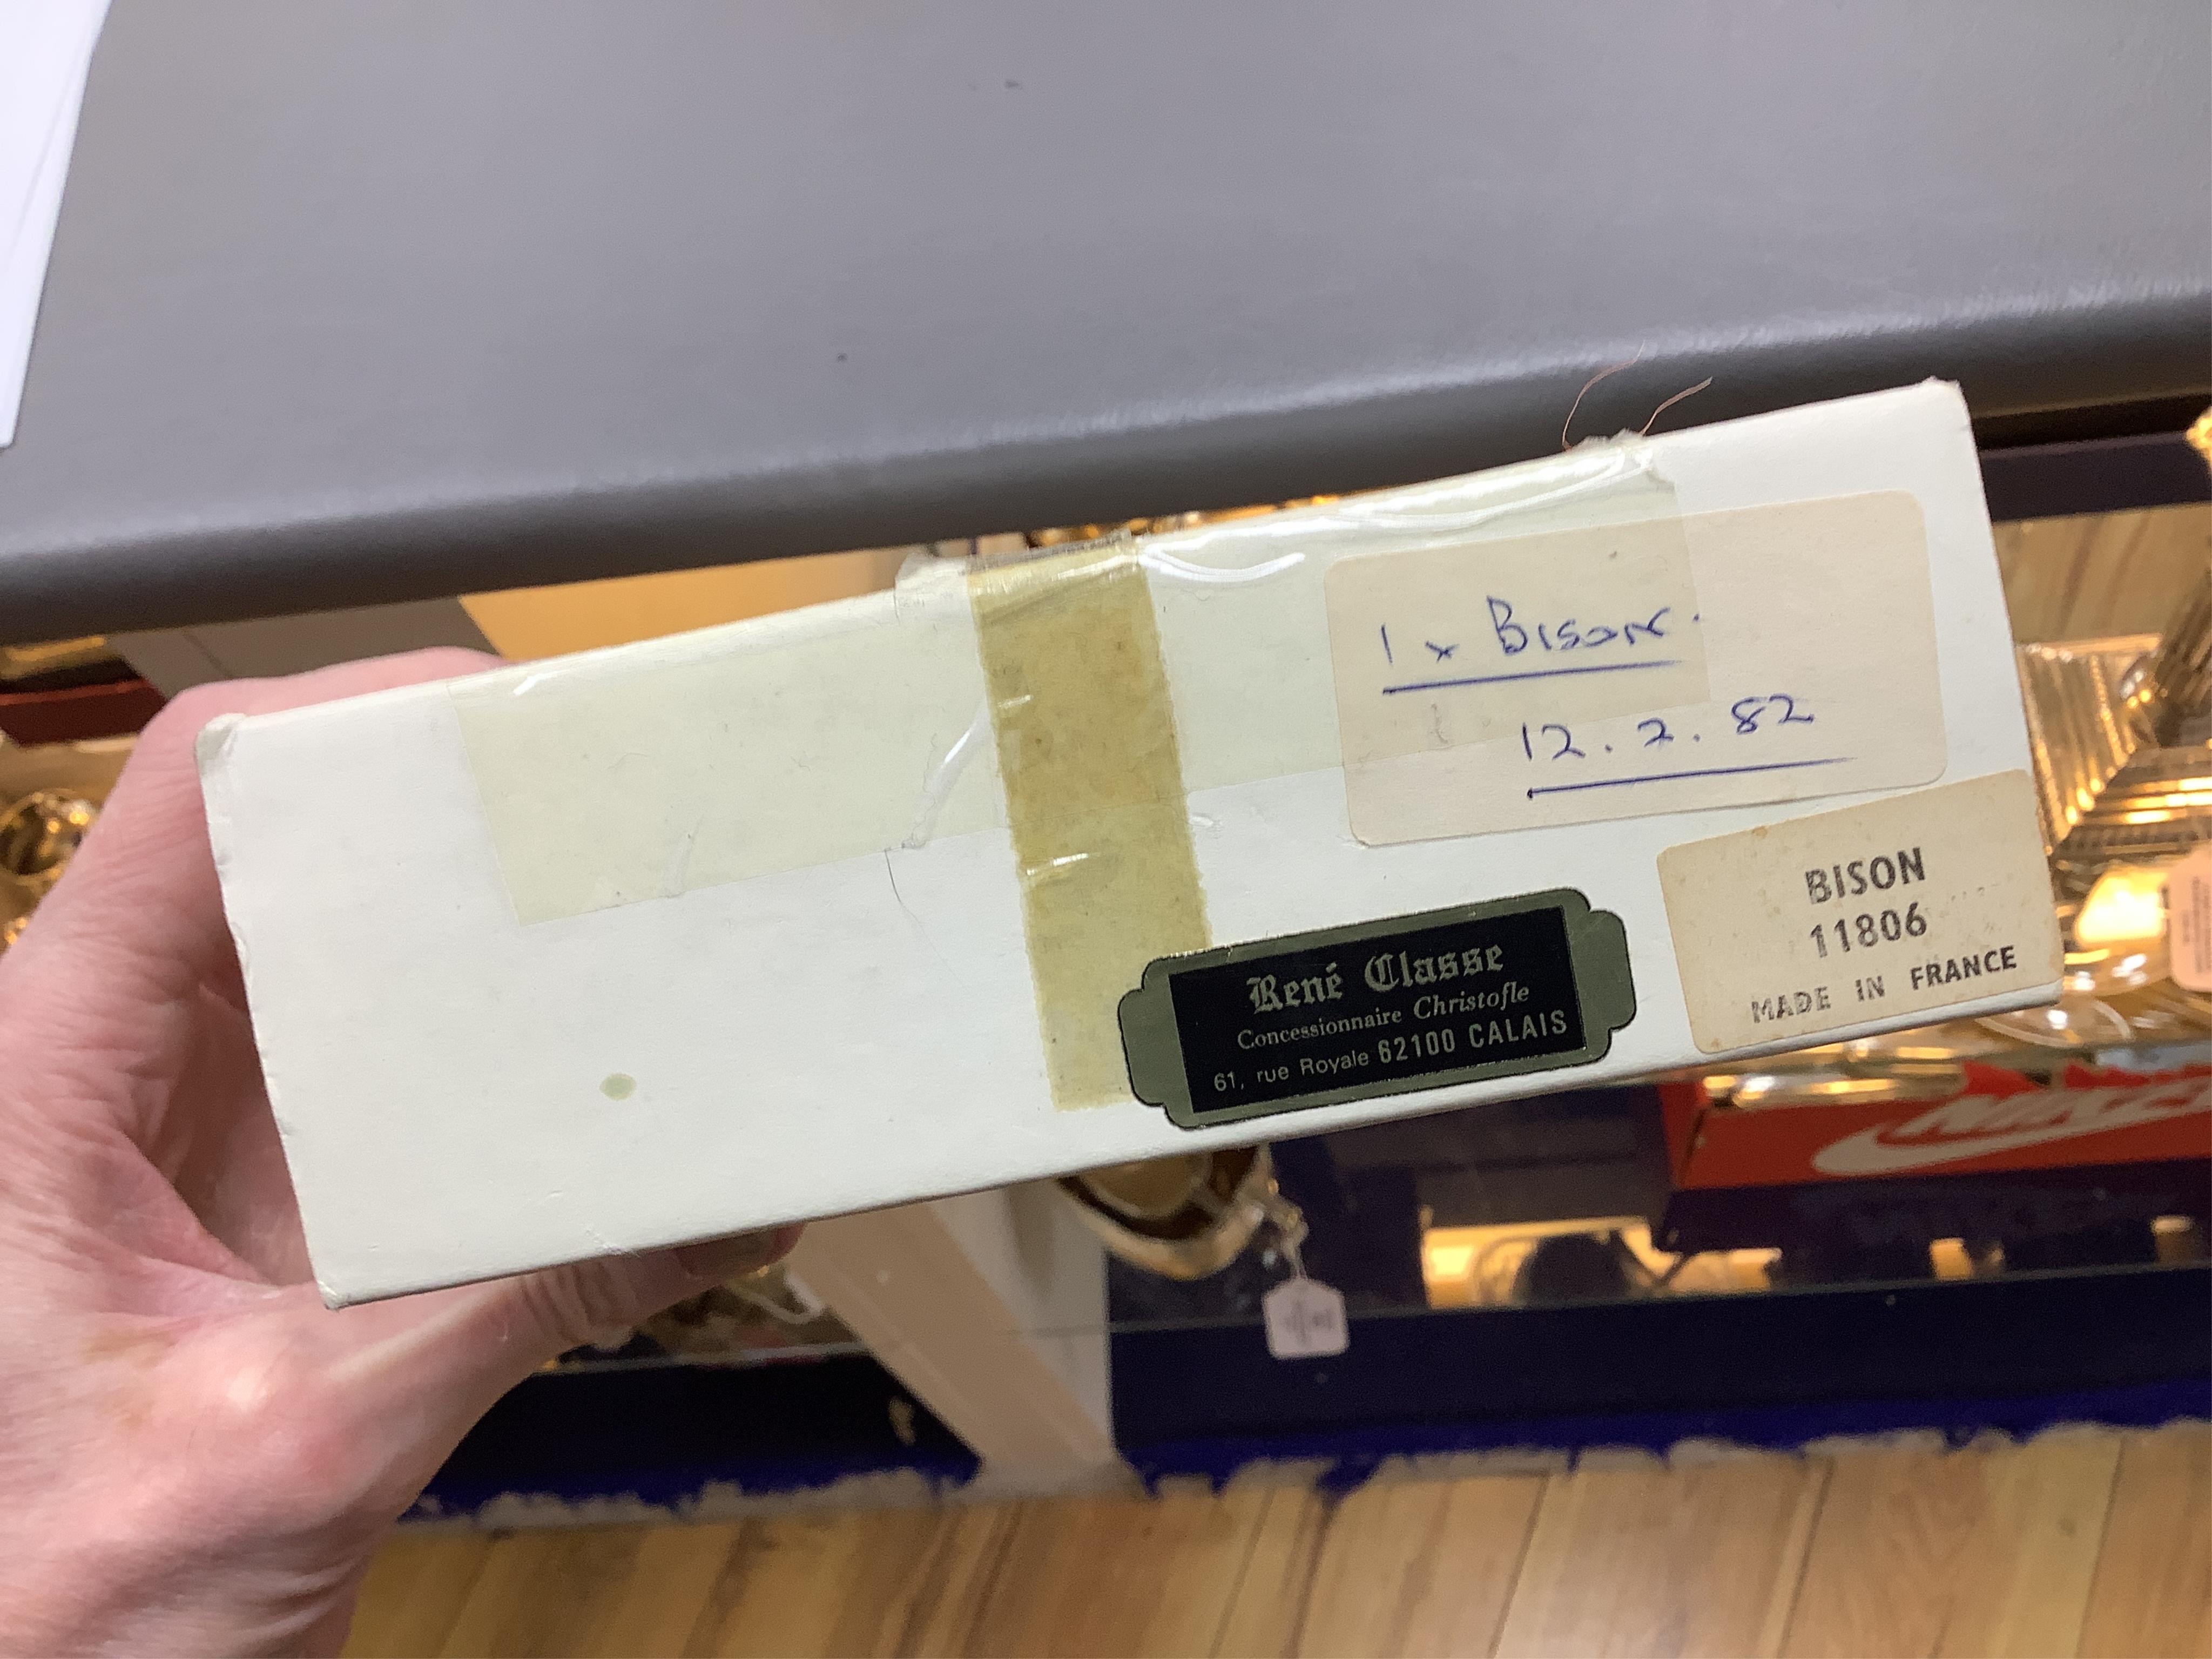 1 x Bison.
12.2.82
BISON
11806
MADE IN FRANCE
René Classe
Concessionnaire Christofle
61, rue Royale 62100 CALAIS